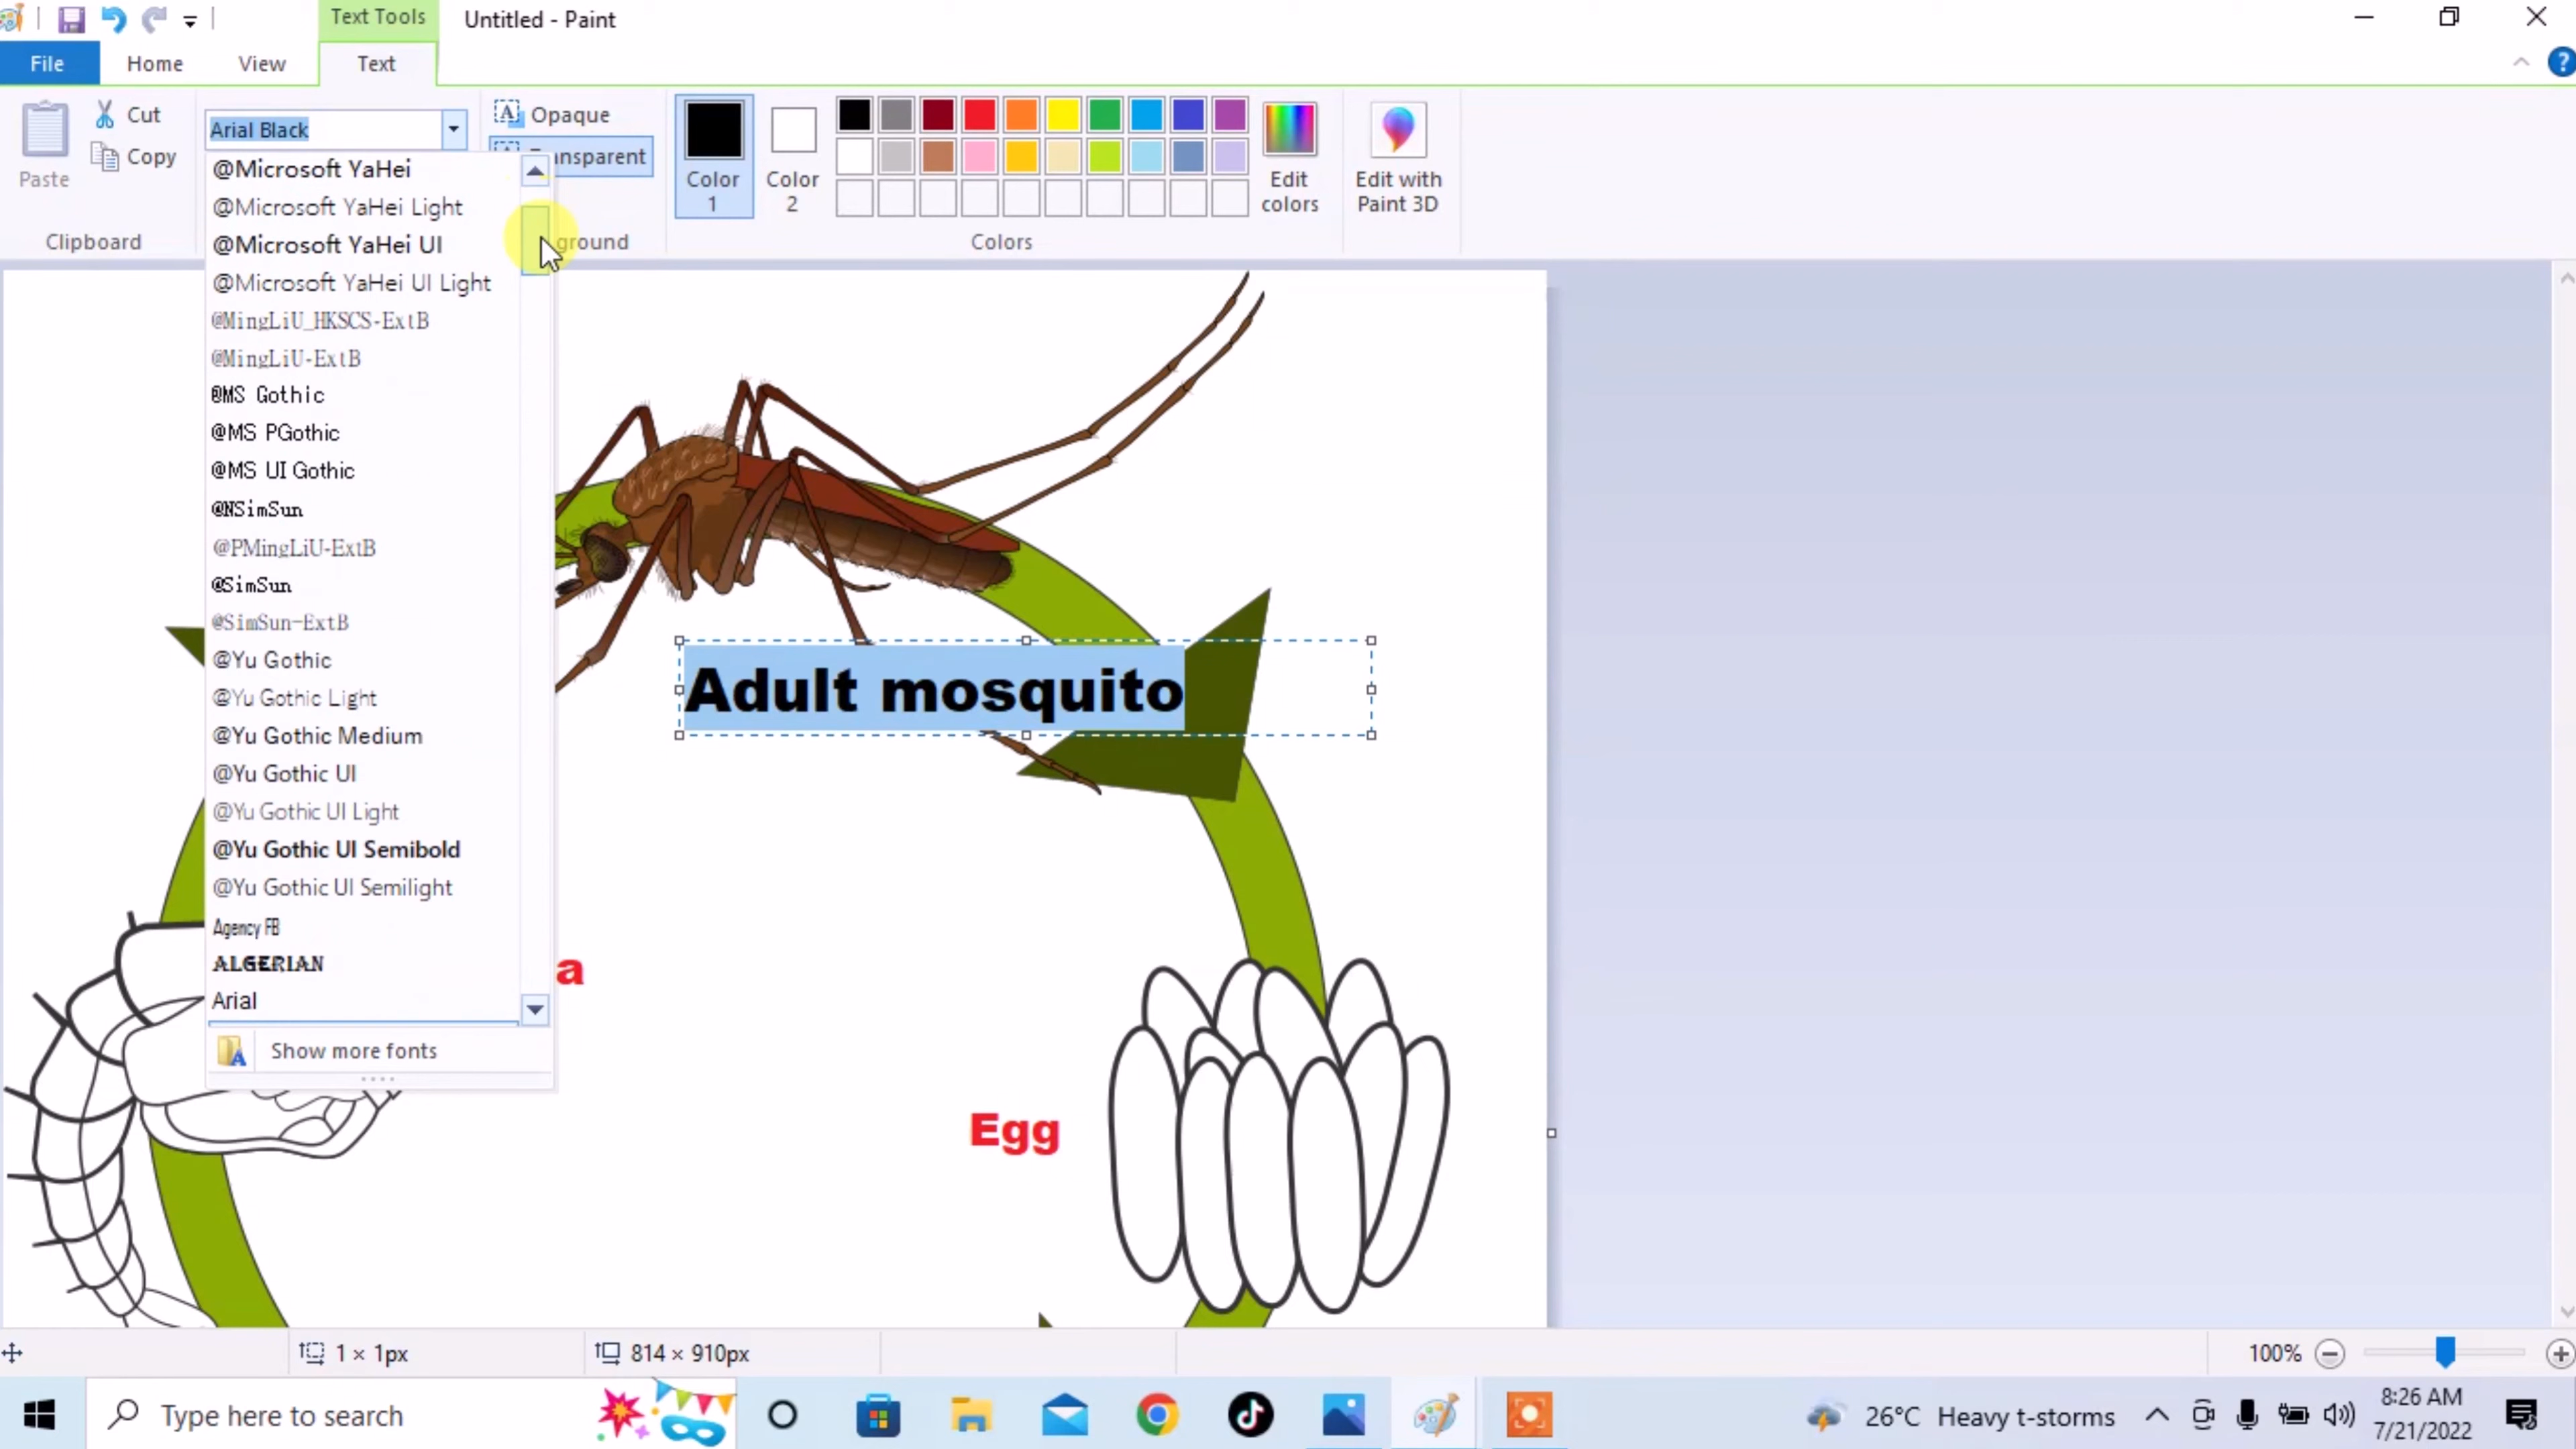 Text Tools
Untitled - Paint
File
Home
View
Text
Paste
Cut
Copy
Clipboard
Arial Black
Opaque
Color 1
Color 2
Edit colors
Edit with Paint 3D
Colors
@Microsoft YaHei
@Microsoft YaHei Light
@Microsoft YaHei UI
@Microsoft YaHei UI Light
@MingLiU_HKSCS-ExtB
@MingLiU-ExtB
@MS Gothic
@MS PGothic
@MS UI Gothic
@NSimSun
@PMingLiU-ExtB
@SimSun
@SimSun-ExtB
@Yu Gothic
@Yu Gothic Light
@Yu Gothic Medium
@Yu Gothic UI
@Yu Gothic UI Light
@Yu Gothic UI Semibold
@Yu Gothic UI Semilight
Agency FB
ALGERIAN
Arial
Show more fonts
Adult mosquito
a
Egg
1 × 1px
814 × 910px
100%
Type here to search
26°C Heavy t-storms
8:26 AM
7/21/2022